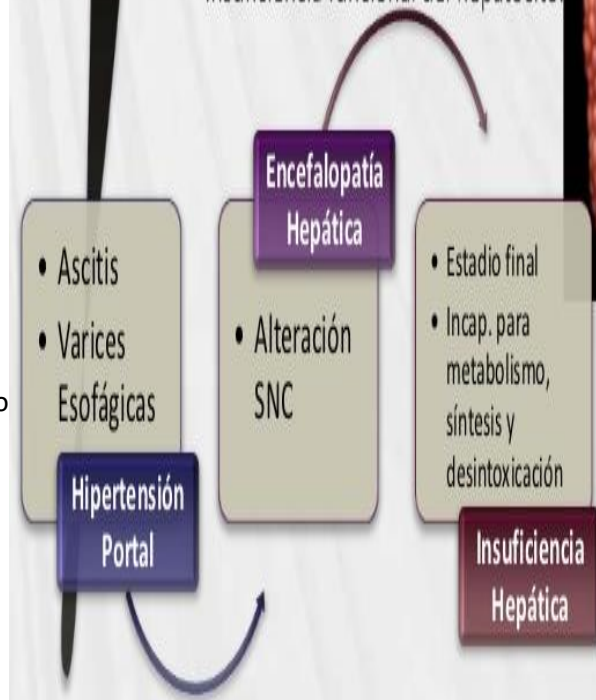 • Ascitis
• Varices
Esofágicas
Hipertensión
Portal
Encefalopatía
Hepática
• Alteración
SNC
• Estadio final
• Incap. para
metabolismo,
síntesis y
desintoxicación
Insuficiencia
Hepática